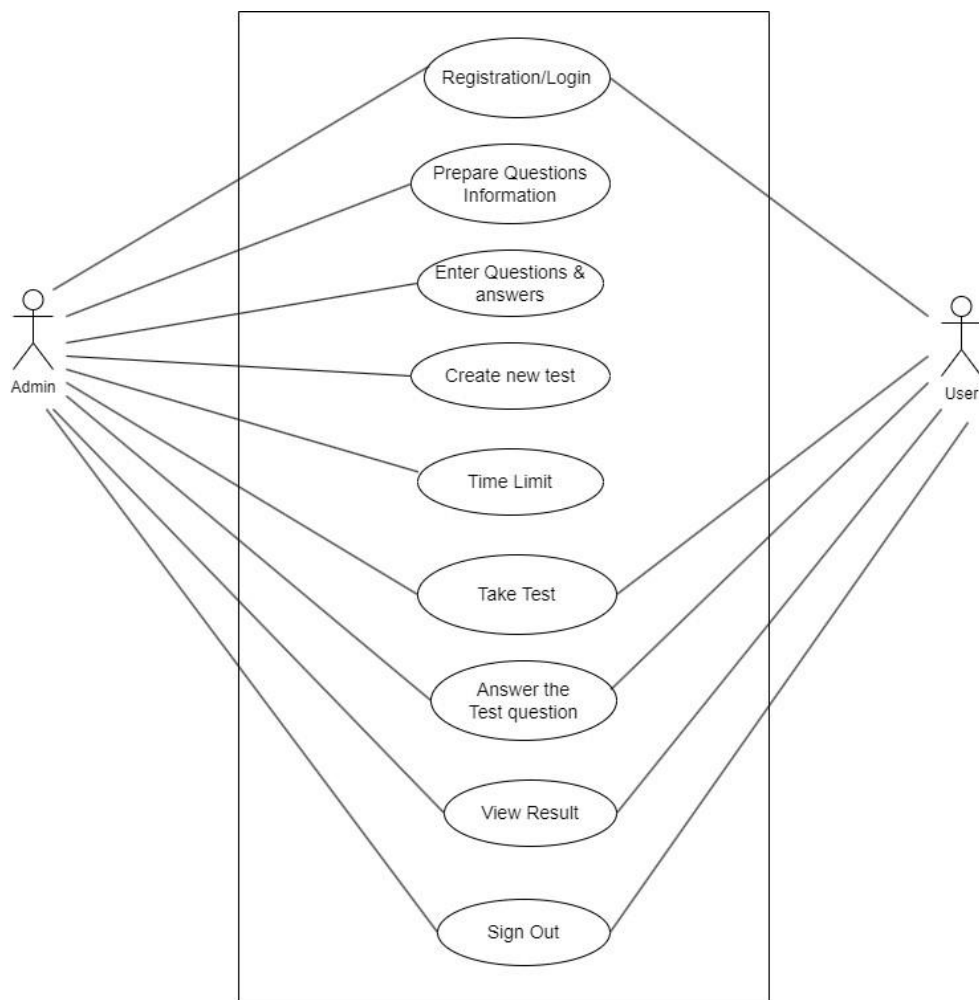 Registration/Login
Prepare Questions
Information
Enter Questions &
answers
Admin
Create new test
User
Time Limit
Take Test
Answer the
Test question
View Result
Sign Out